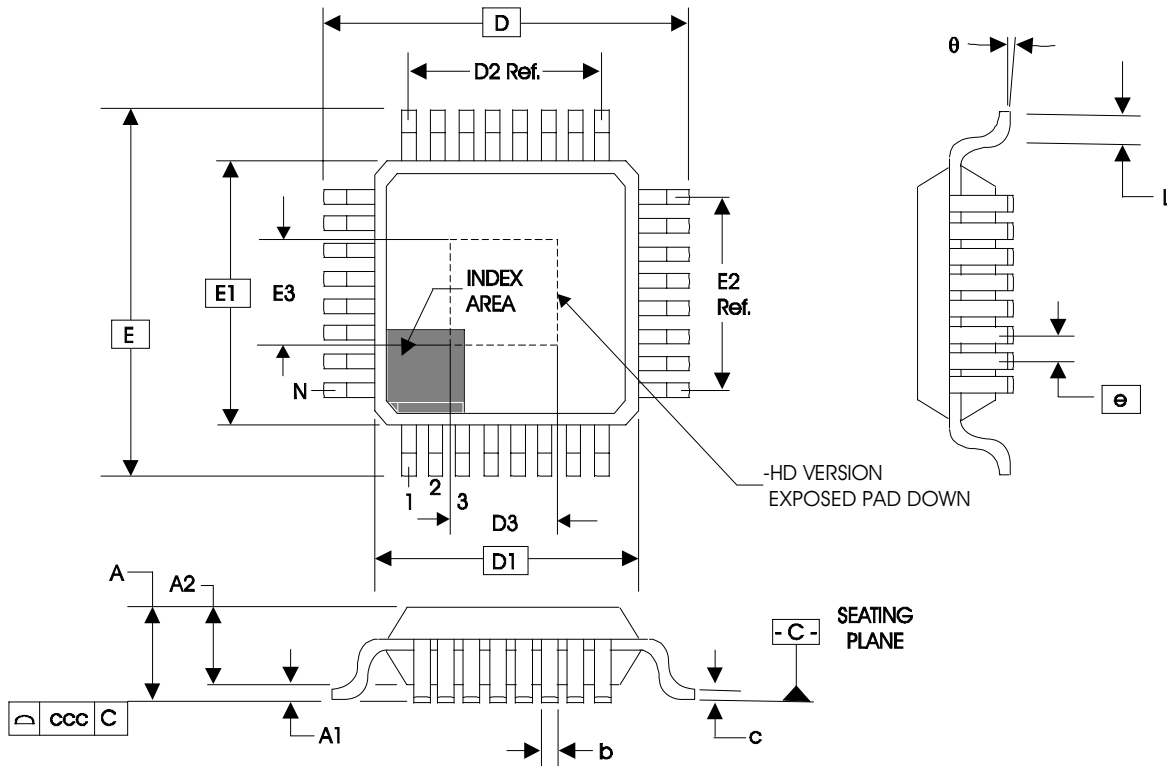 D
D2 Ref.
θ
L
E1
E3
INDEX
AREA
E2
Ref.
E
N
e
1
2
3
-HD VERSION
EXPOSED PAD DOWN
D3
D1
A
A2
- C -
SEATING
PLANE
⌓ ccc C
A1
b
c